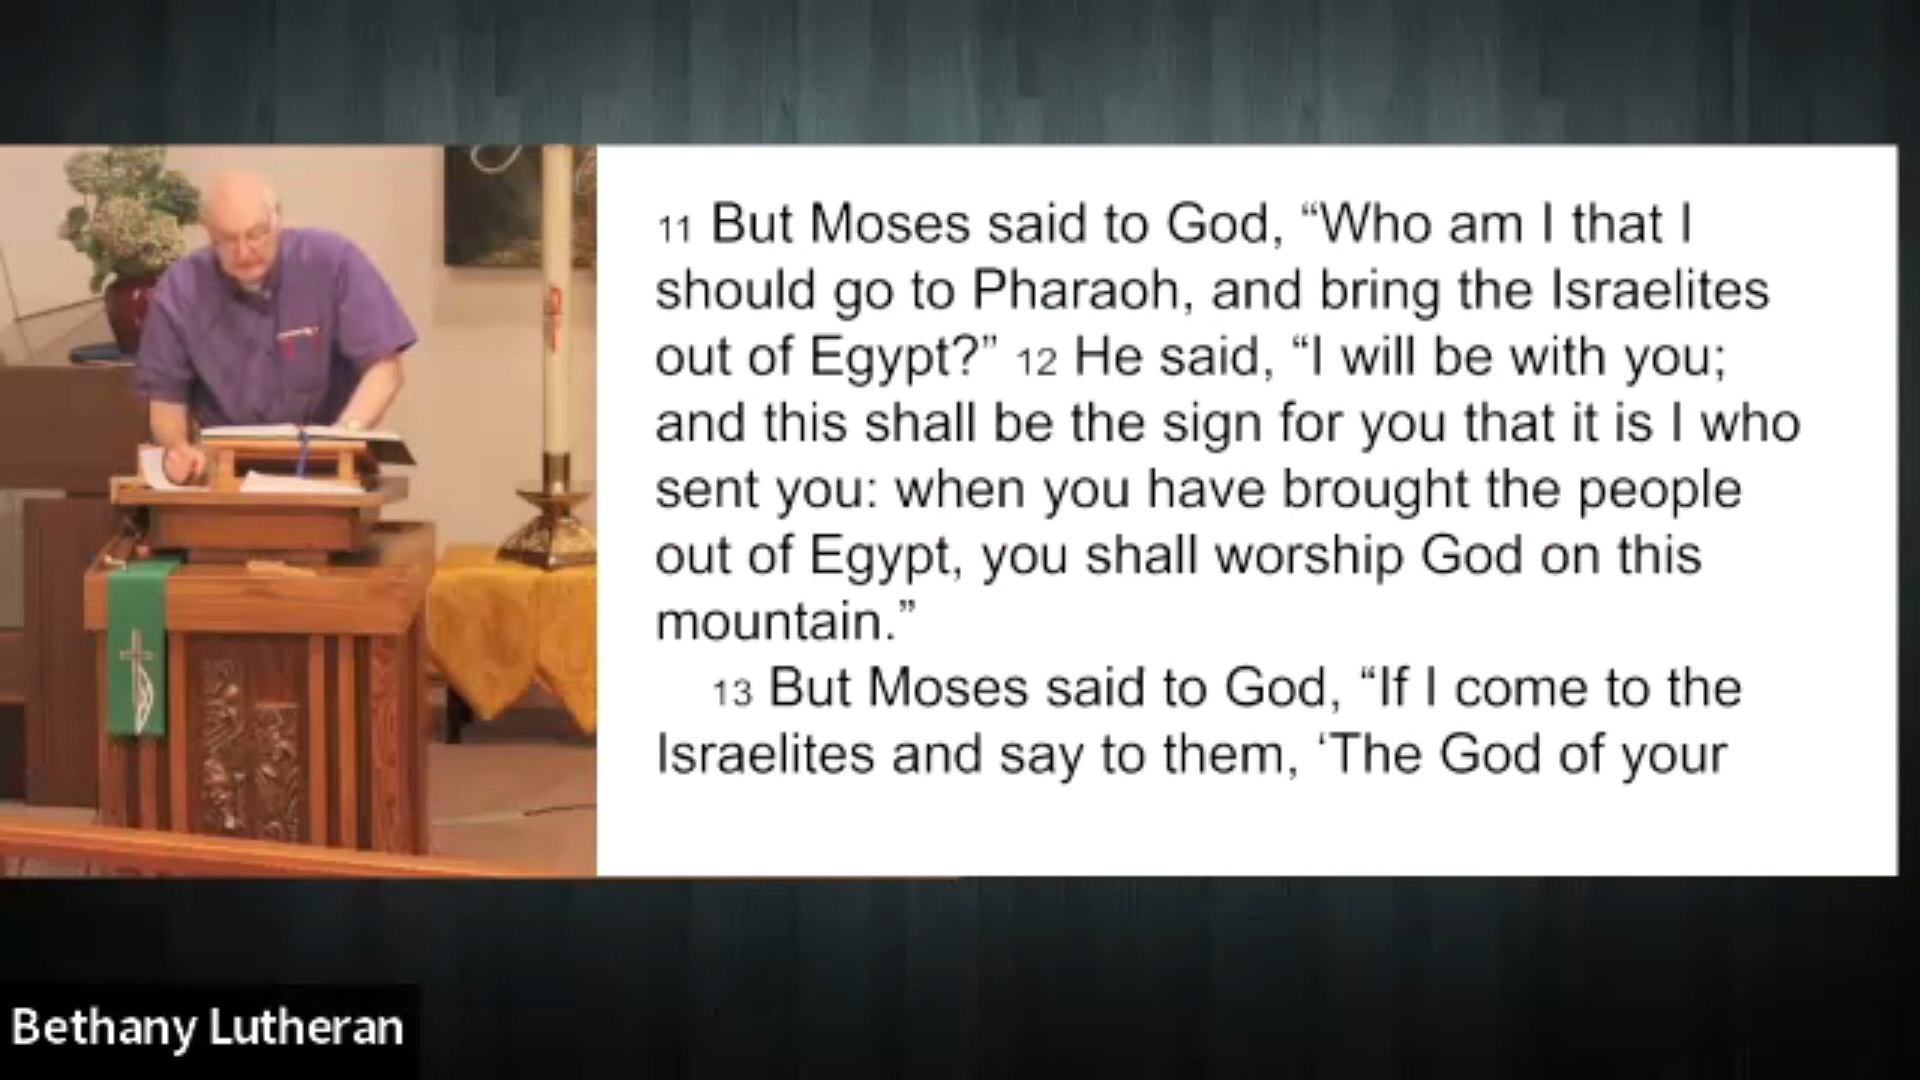 11 But Moses said to God, “Who am I that I
should go to Pharaoh, and bring the Israelites
out of Egypt?” 12 He said, “I will be with you;
and this shall be the sign for you that it is I who
sent you: when you have brought the people
out of Egypt, you shall worship God on this
mountain.”
13 But Moses said to God, “If I come to the
Israelites and say to them, ‘The God of your
Bethany Lutheran